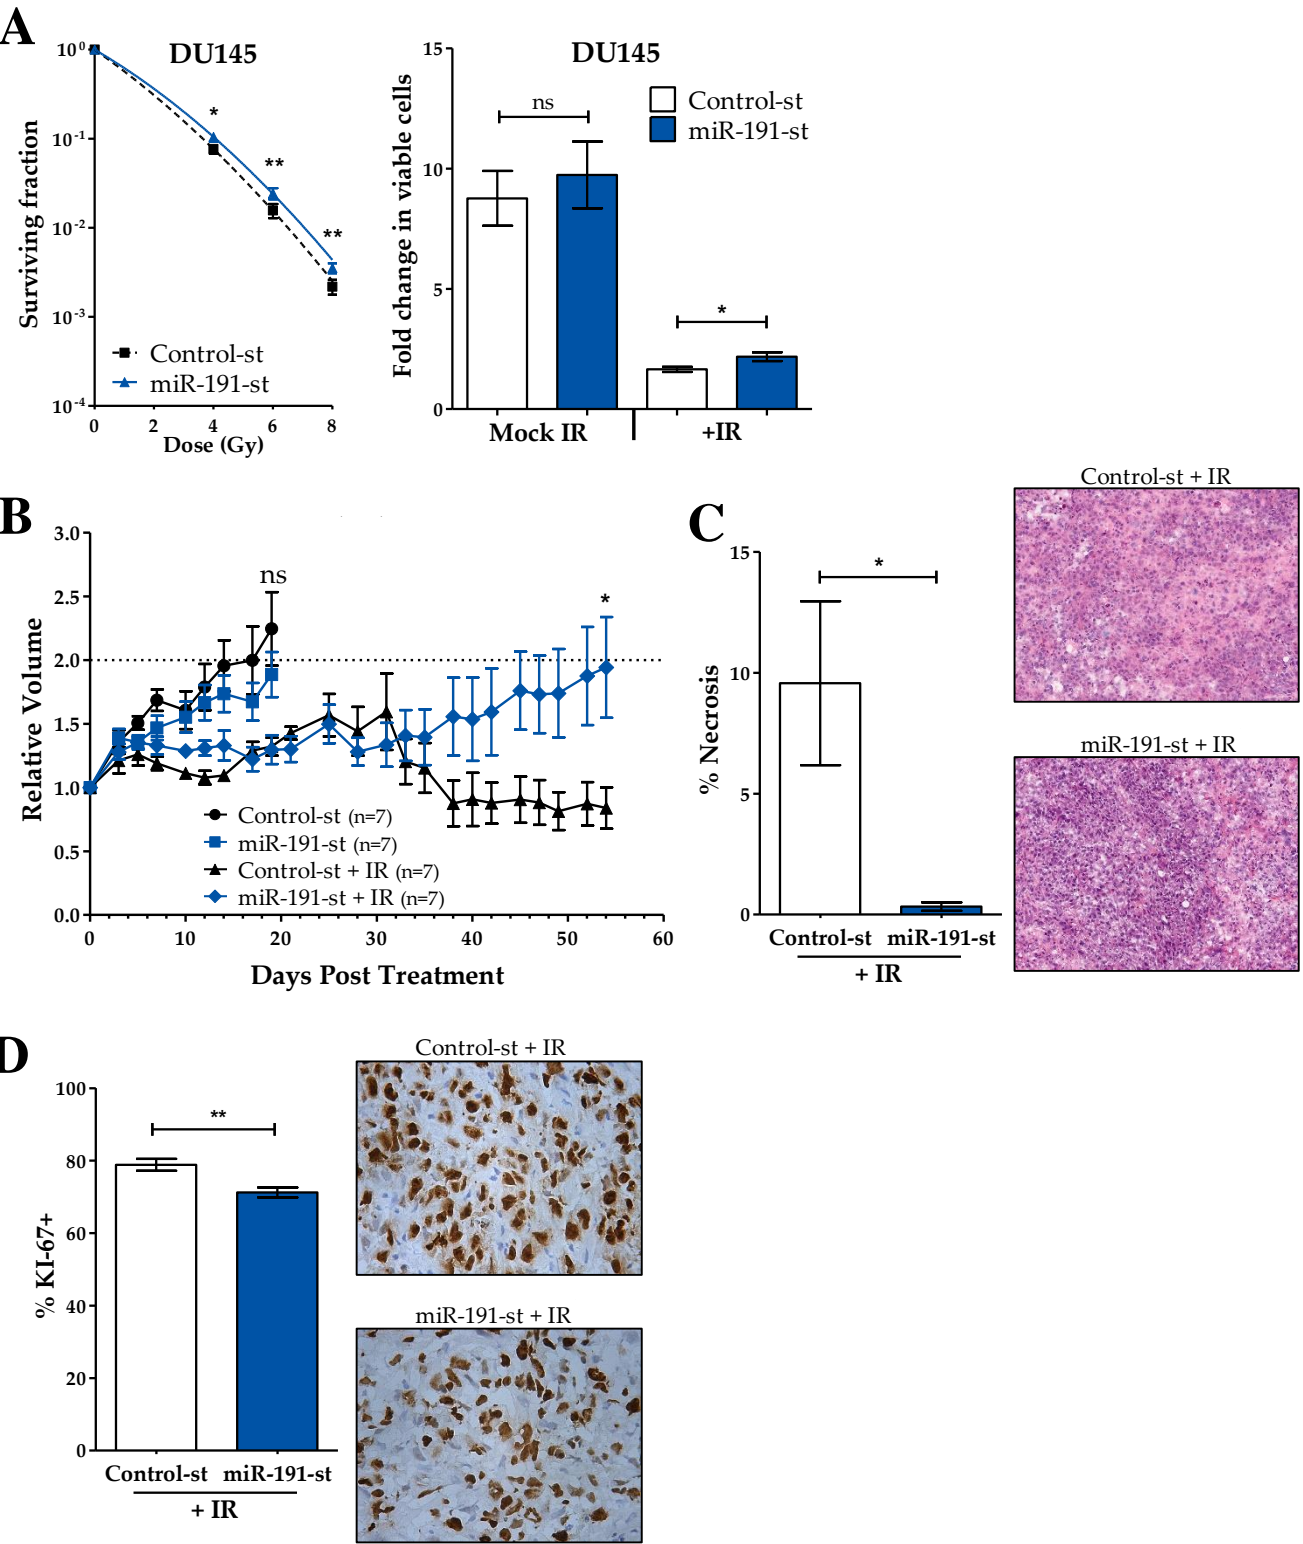 A
DU145
10⁰
10⁻¹
10⁻²
10⁻³
10⁻⁴
Surviving fraction
*
**
**
Control-st
miR-191-st
0 2 4 6 8
Dose (Gy)
DU145
15
10
5
0
Fold change in viable cells
ns
*
Control-st
miR-191-st
Mock IR
+IR
B
3.0
2.5
2.0
1.5
1.0
0.5
0.0
Relative Volume
ns
*
Control-st (n=7)
miR-191-st (n=7)
Control-st + IR (n=7)
miR-191-st + IR (n=7)
0 10 20 30 40 50 60
Days Post Treatment
C
15
10
5
0
% Necrosis
*
Control-st miR-191-st
+ IR
Control-st + IR
miR-191-st + IR
D
100
80
60
40
20
0
% KI-67+
**
Control-st miR-191-st
+ IR
Control-st + IR
miR-191-st + IR